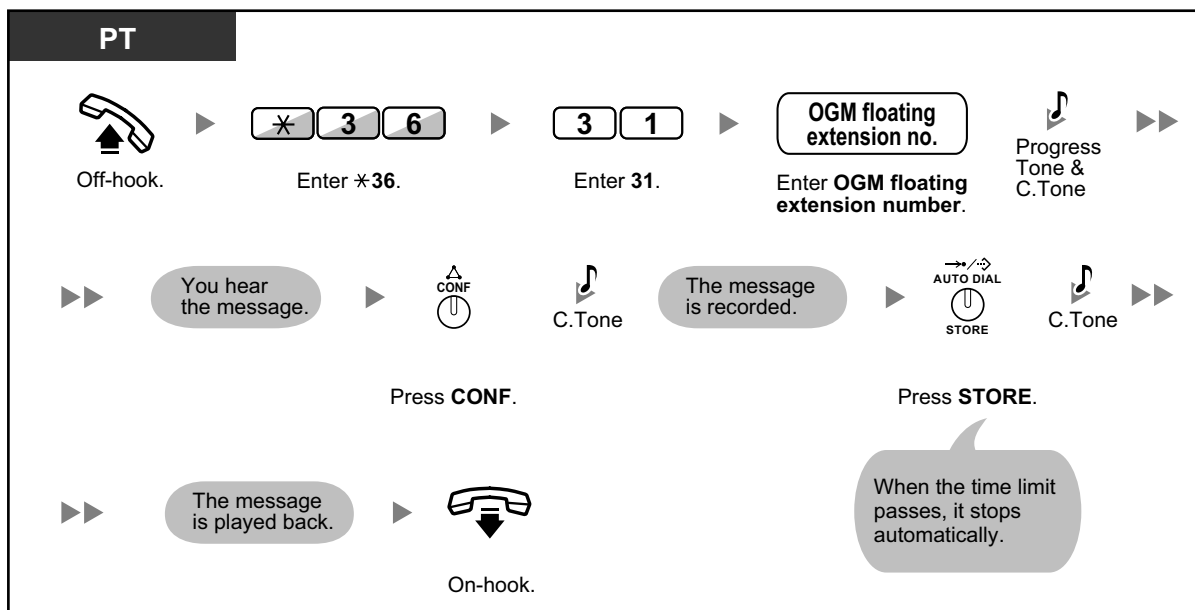 PT
✳ 3 6
3 1
OGM floating
extension no.
Off-hook.
Enter ✳36.
Enter 31.
Enter OGM floating
extension number.
Progress
Tone &
C.Tone
You hear
the message.
CONF
C.Tone
The message
is recorded.
AUTO DIAL
STORE
C.Tone
Press CONF.
Press STORE.
When the time limit
passes, it stops
automatically.
The message
is played back.
On-hook.